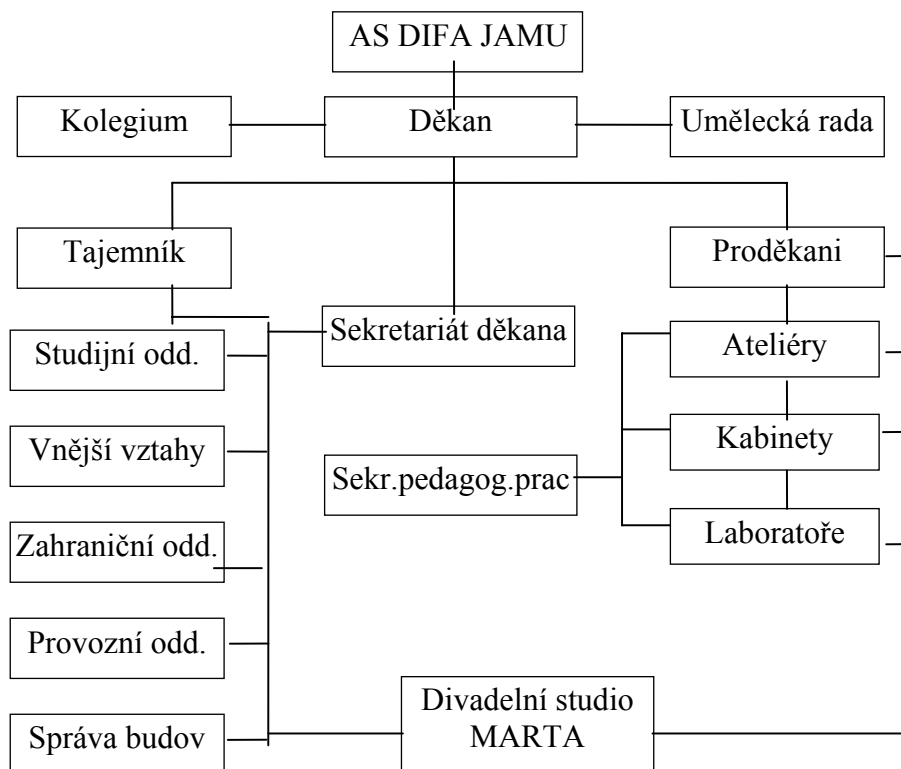 AS DIFA JAMU
Kolegium
Děkan
Umělecká rada
Tajemník
Proděkani
Sekretariát děkana
Studijní odd.
Ateliéry
Vnější vztahy
Kabinety
Sekr.pedagog.prac
Zahraniční odd.
Laboratoře
Provozní odd.
Divadelní studio
MARTA
Správa budov